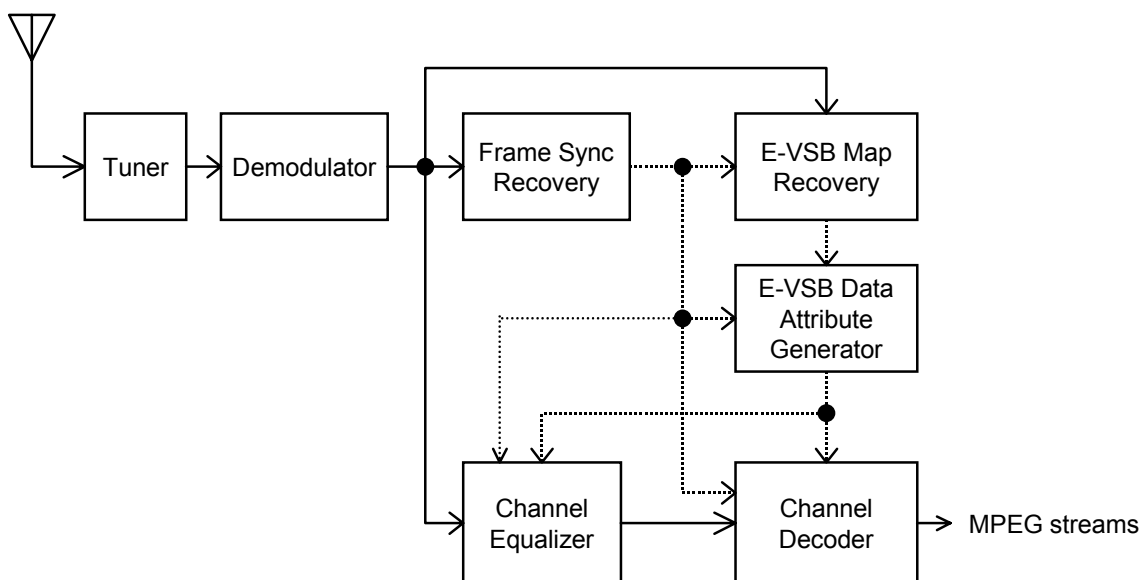 Tuner
Demodulator
Frame Sync
Recovery
E-VSB Map
Recovery
E-VSB Data
Attribute
Generator
Channel
Equalizer
Channel
Decoder
MPEG streams